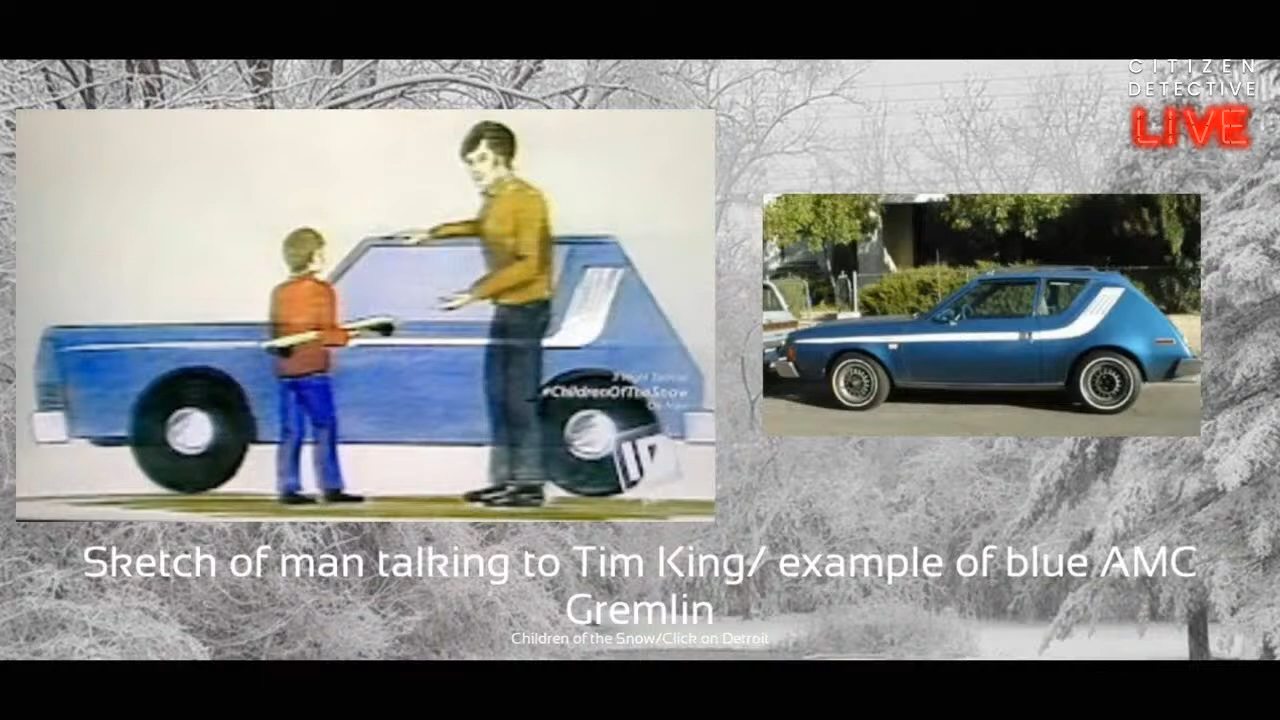 CITIZEN
DETECTIVE
LIVE
#ChildrenOfTheSnow
ID
Sketch of man talking to Tim King/ example of blue AMC
Gremlin
Children of the Snow/Click on Detroit